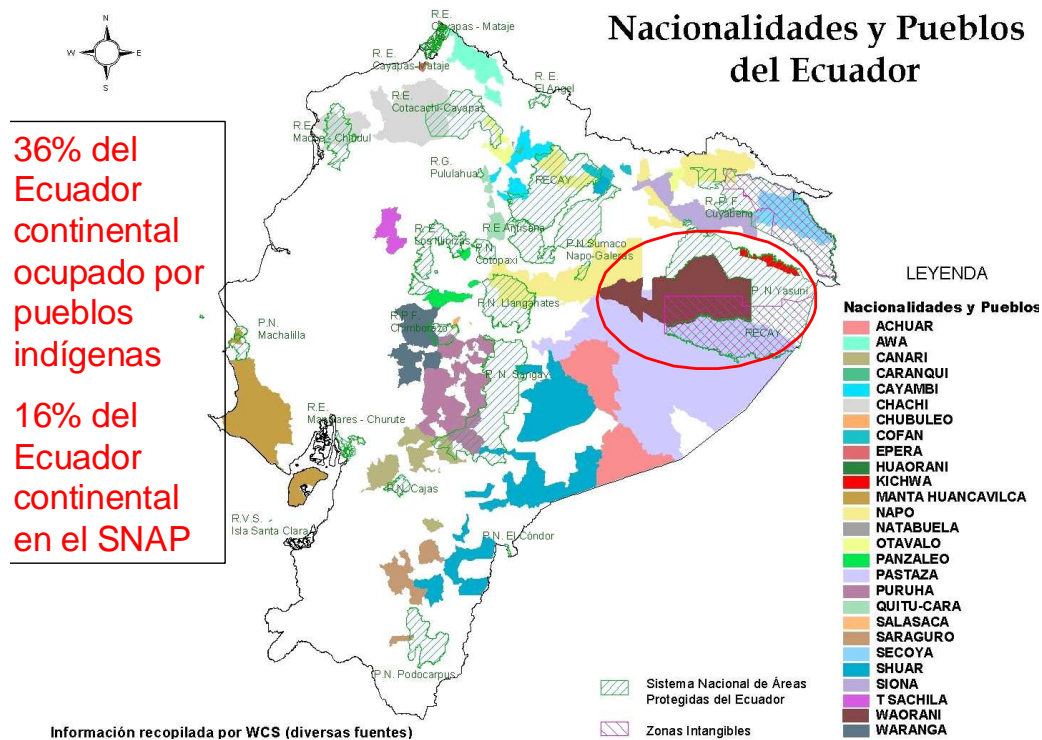 Nacionalidades y Pueblos
del Ecuador
N
W
E
S
36% del
Ecuador
continental
ocupado por
pueblos
indígenas
16% del
Ecuador
continental
en el SNAP
R.E.
Cayapas - Mataje
R. E.
Cayapas-Mataje
R. E.
El Angel
R.E.
Cotacachi-Cayapas
R.E.
Mache - Chindul
R.G.
Pululahua
RECAY
R. P. F.
Cuyabeno
R.E Antisana
R. E.
Los Illinizas
P.N.
Cotopaxi
P.N Sumaco
Napo-Galeras
P. N Yasuní
RECAY
P.N. Llanganates
R.P.F.
Chimborazo
P.N.
Machalilla
P. N. Sangay
R.E.
Manglares - Churute
P.N. Cajas
R.V.S.
Isla Santa Clara
P.N. El Cóndor
P.N. Podocarpus
LEYENDA
Nacionalidades y Pueblos
ACHUAR
AWA
CANARI
CARANQUI
CAYAMBI
CHACHI
CHUBULEO
COFAN
EPERA
HUAORANI
KICHWA
MANTA HUANCAVILCA
NAPO
NATABUELA
OTAVALO
PANZALEO
PASTAZA
PURUHA
QUITU-CARA
SALASACA
SARAGURO
SECOYA
SHUAR
SIONA
TSACHILA
WAORANI
WARANGA
Sistema Nacional de Áreas
Protegidas del Ecuador
Zonas Intangibles
Información recopilada por WCS (diversas fuentes)